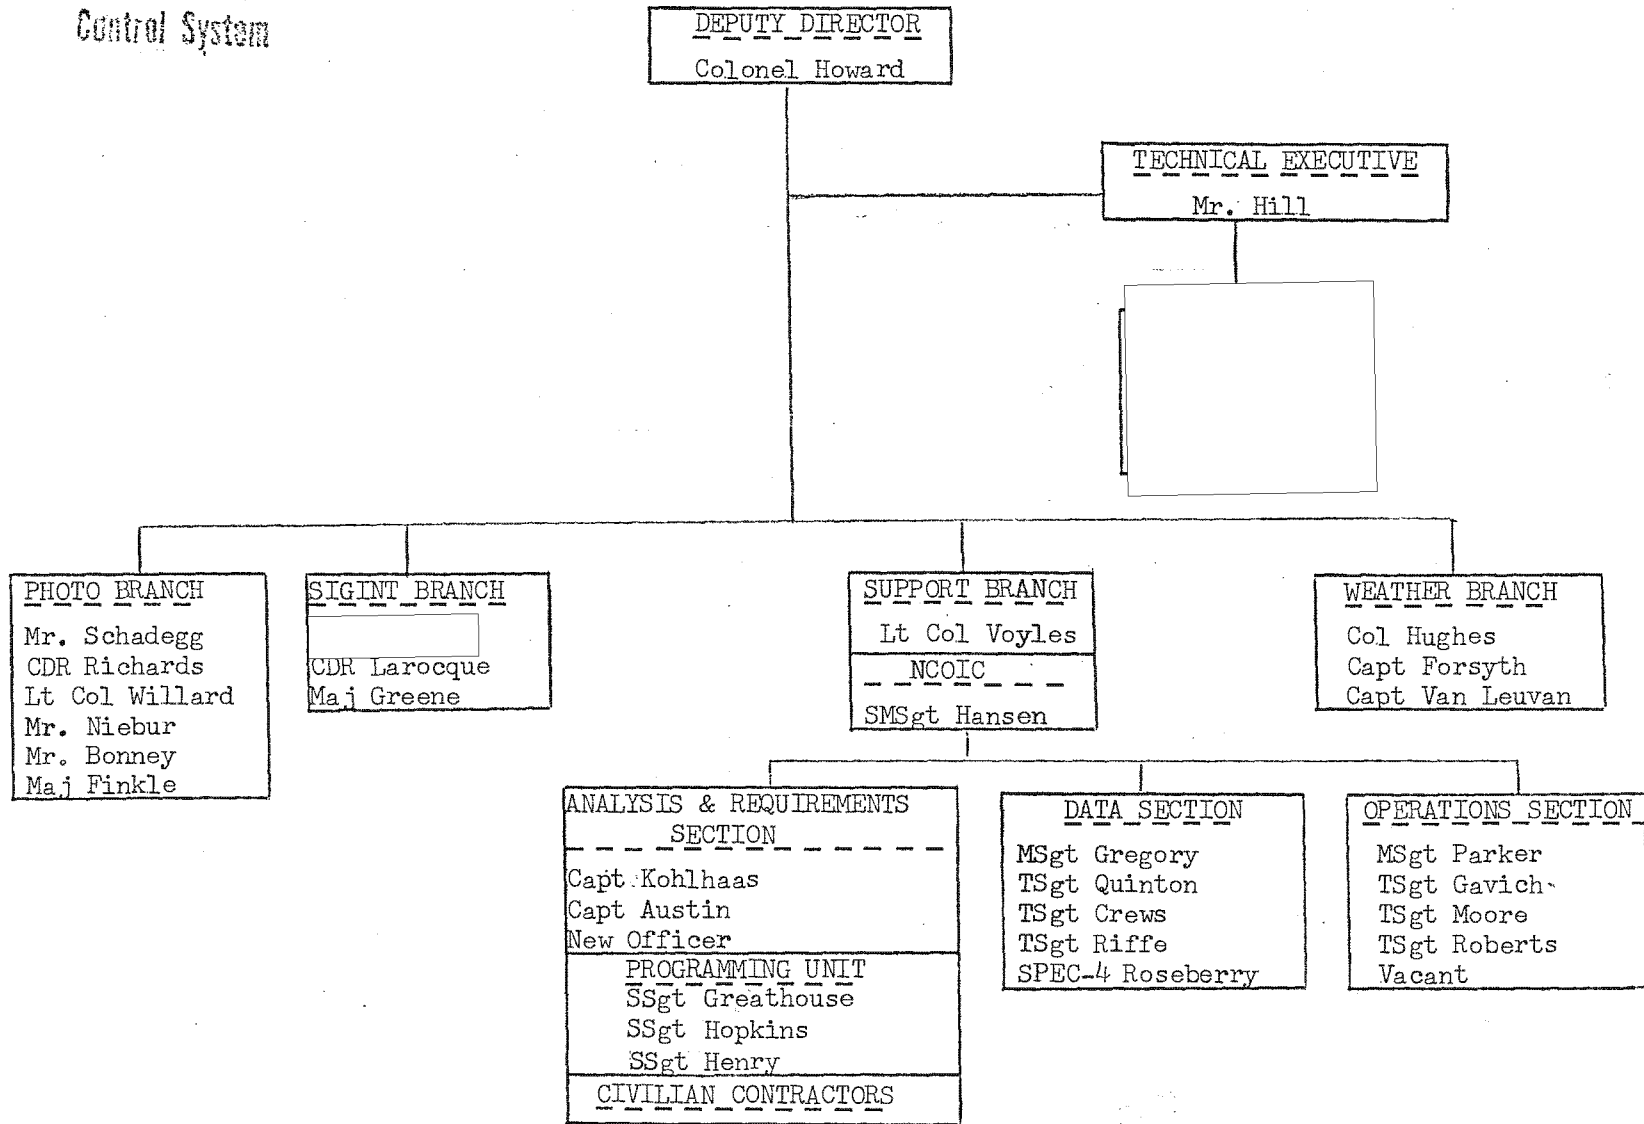 Control System
DEPUTY DIRECTOR
Colonel Howard
TECHNICAL EXECUTIVE
Mr. Hill
PHOTO BRANCH
Mr. Schadegg
CDR Richards
Lt Col Willard
Mr. Niebur
Mr. Bonney
Maj Finkle
SIGINT BRANCH
CDR Larocque
Maj Greene
SUPPORT BRANCH
Lt Col Voyles
NCOIC
SMSgt Hansen
WEATHER BRANCH
Col Hughes
Capt Forsyth
Capt Van Leuvan
ANALYSIS & REQUIREMENTS
SECTION
Capt Kohlhaas
Capt Austin
New Officer
PROGRAMMING UNIT
SSgt Greathouse
SSgt Hopkins
SSgt Henry
CIVILIAN CONTRACTORS
DATA SECTION
MSgt Gregory
TSgt Quinton
TSgt Crews
TSgt Riffe
SPEC-4 Roseberry
OPERATIONS SECTION
MSgt Parker
TSgt Gavich
TSgt Moore
TSgt Roberts
Vacant